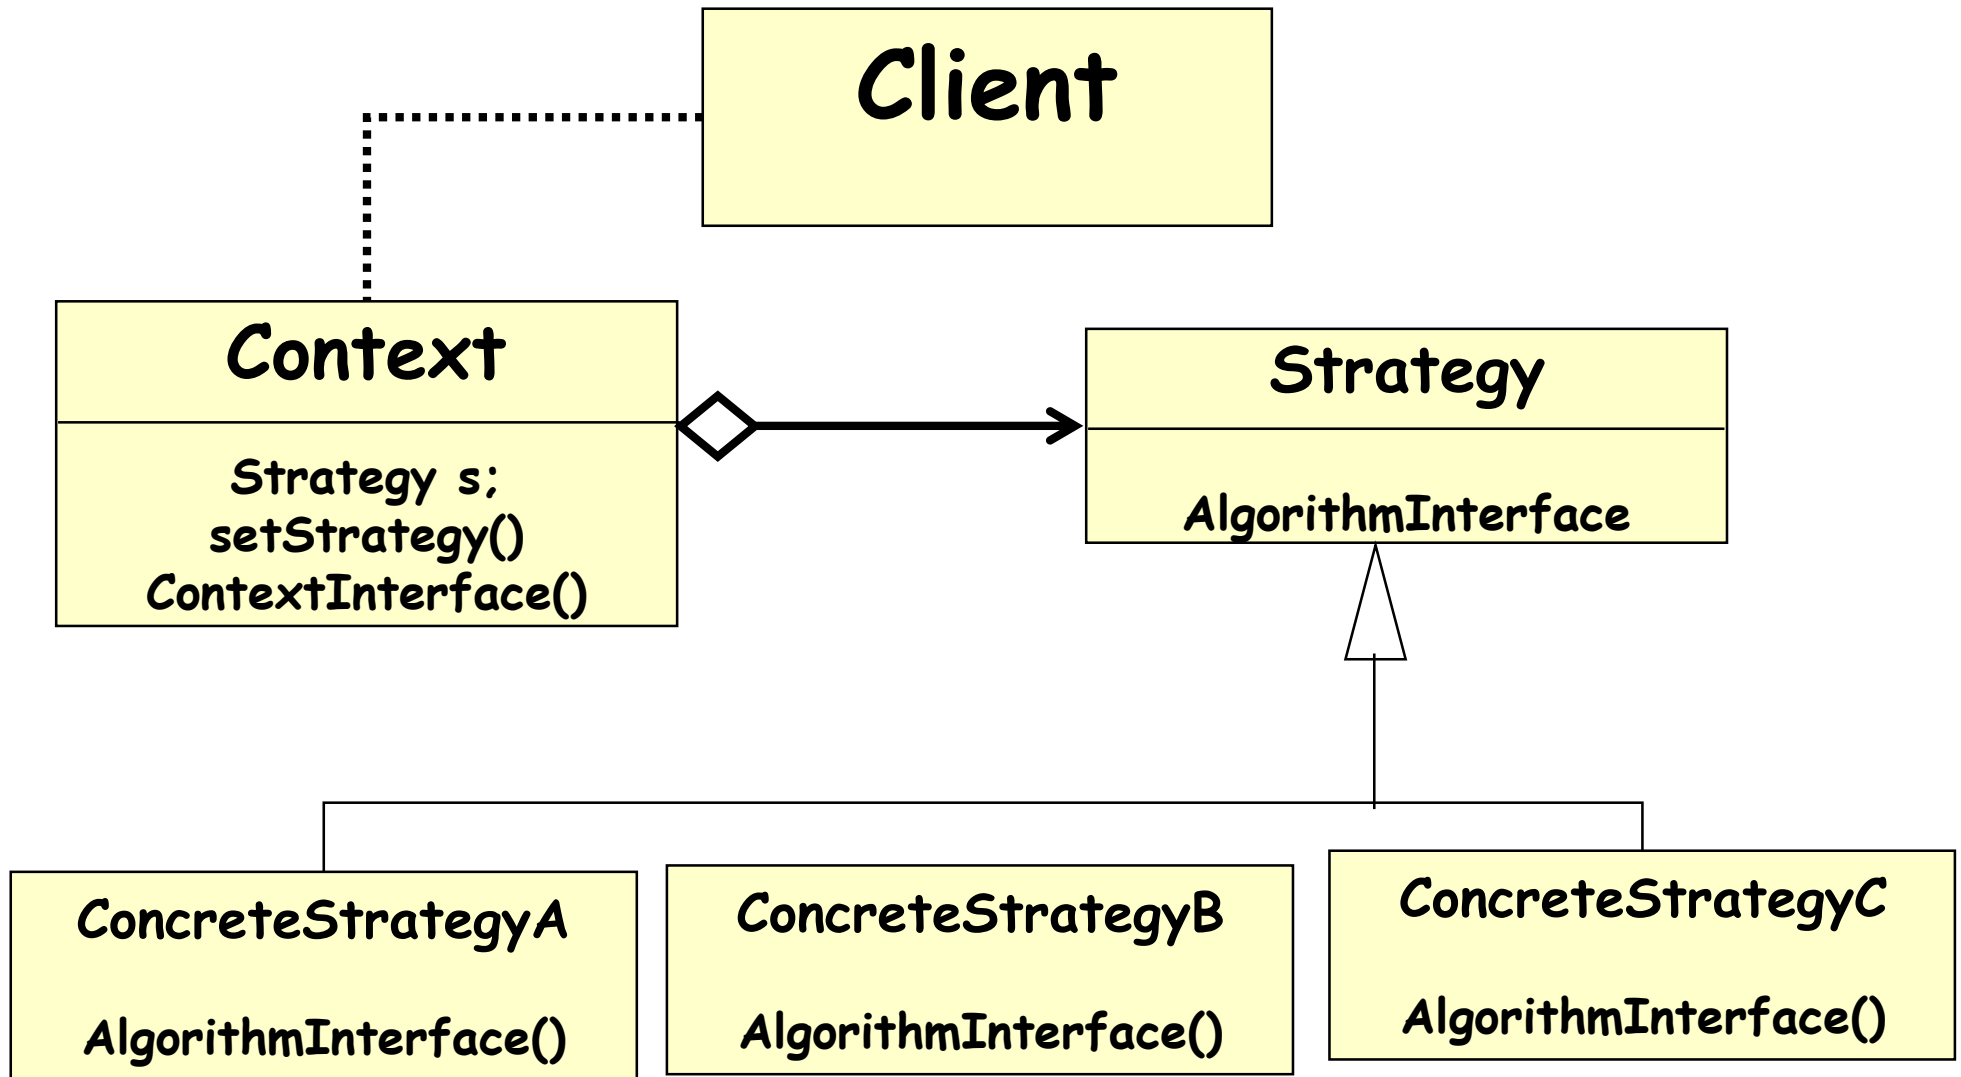 Client
Context
Strategy s;
setStrategy()
ContextInterface()
Strategy
AlgorithmInterface
ConcreteStrategyA
AlgorithmInterface()
ConcreteStrategyB
AlgorithmInterface()
ConcreteStrategyC
AlgorithmInterface()